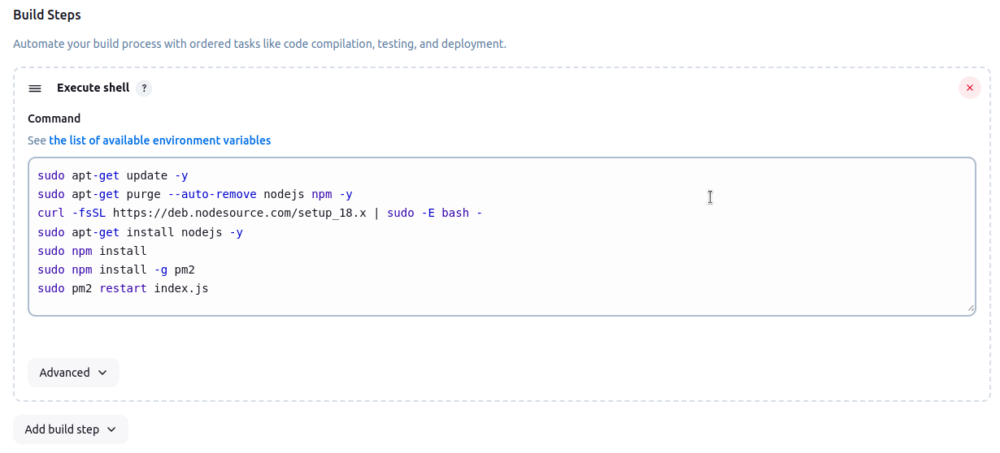 Build Steps
Automate your build process with ordered tasks like code compilation, testing, and deployment.
Execute shell ?
Command
See the list of available environment variables
sudo apt-get update -y
sudo apt-get purge --auto-remove nodejs npm -y
curl -fsSL https://deb.nodesource.com/setup_18.x | sudo -E bash -
sudo apt-get install nodejs -y
sudo npm install
sudo npm install -g pm2
sudo pm2 restart index.js
Advanced
Add build step